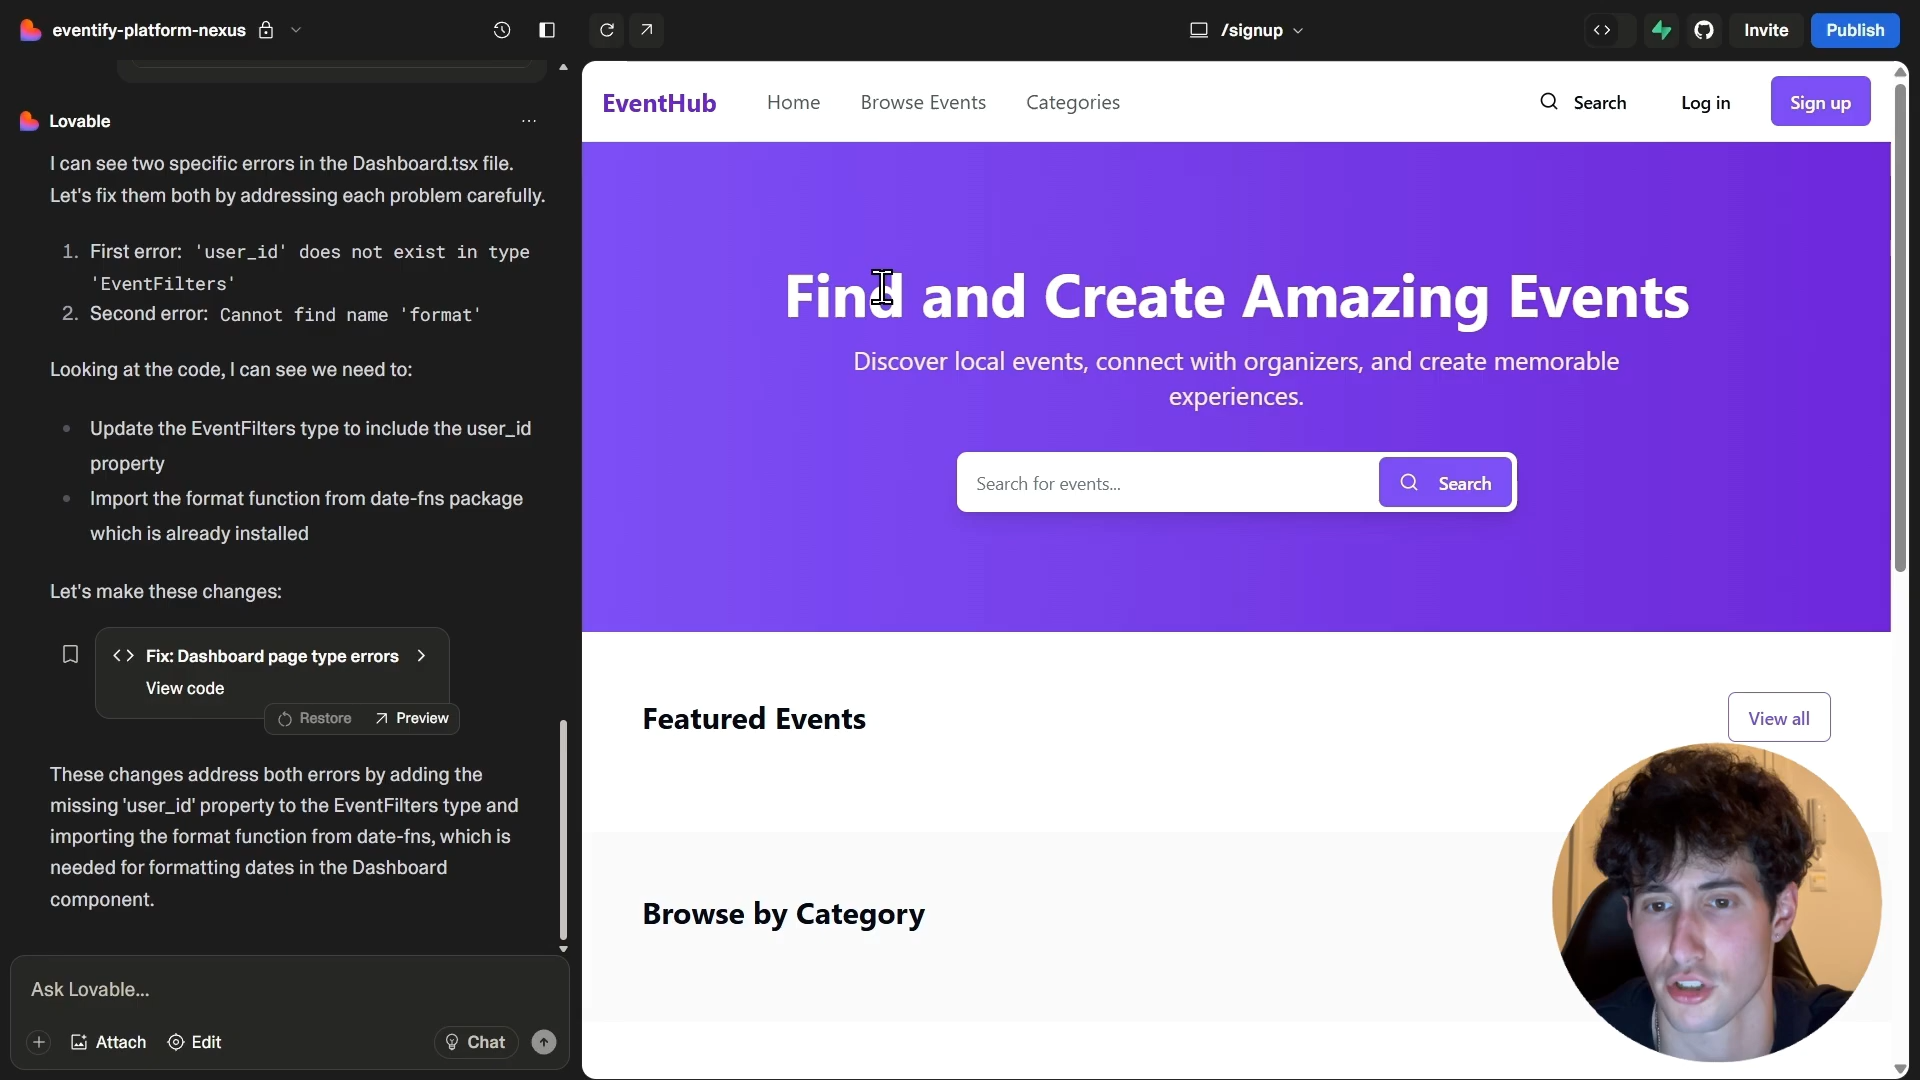 eventify-platform-nexus
/signup
Invite
Publish
Lovable
I can see two specific errors in the Dashboard.tsx file.
Let's fix them both by addressing each problem carefully.
1. First error: 'user_id' does not exist in type
'EventFilters'
2. Second error: Cannot find name 'format'
Looking at the code, I can see we need to:
Update the EventFilters type to include the user_id
property
Import the format function from date-fns package
which is already installed
Let's make these changes:
Fix: Dashboard page type errors
View code
Restore
Preview
These changes address both errors by adding the
missing 'user_id' property to the EventFilters type and
importing the format function from date-fns, which is
needed for formatting dates in the Dashboard
component.
Ask Lovable...
Attach
Edit
Chat
EventHub
Home
Browse Events
Categories
Search
Log in
Sign up
Find and Create Amazing Events
Discover local events, connect with organizers, and create memorable
experiences.
Search for events...
Search
Featured Events
View all
Browse by Category